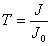 T = J / J₀